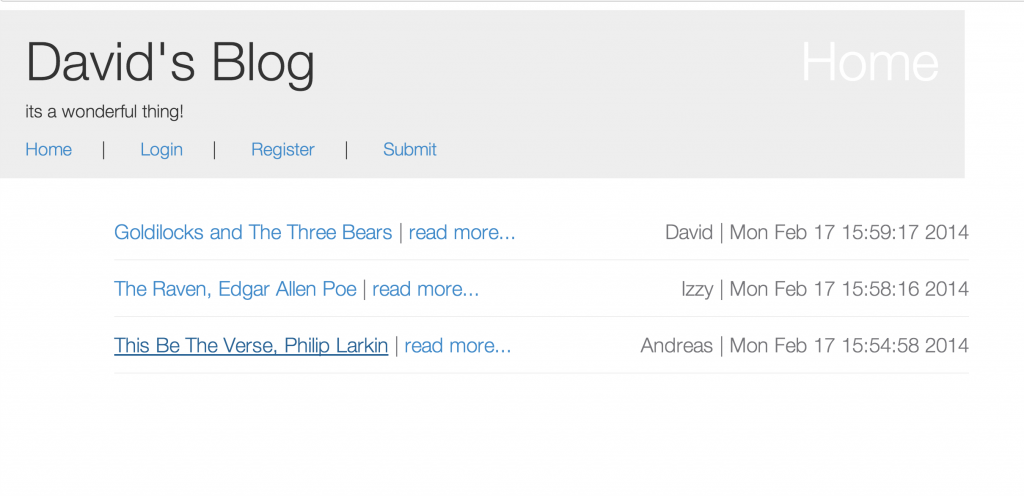 David's Blog Home
its a wonderful thing!
Home | Login | Register | Submit
Goldilocks and The Three Bears | read more... David | Mon Feb 17 15:59:17 2014
The Raven, Edgar Allen Poe | read more... Izzy | Mon Feb 17 15:58:16 2014
This Be The Verse, Philip Larkin | read more... Andreas | Mon Feb 17 15:54:58 2014